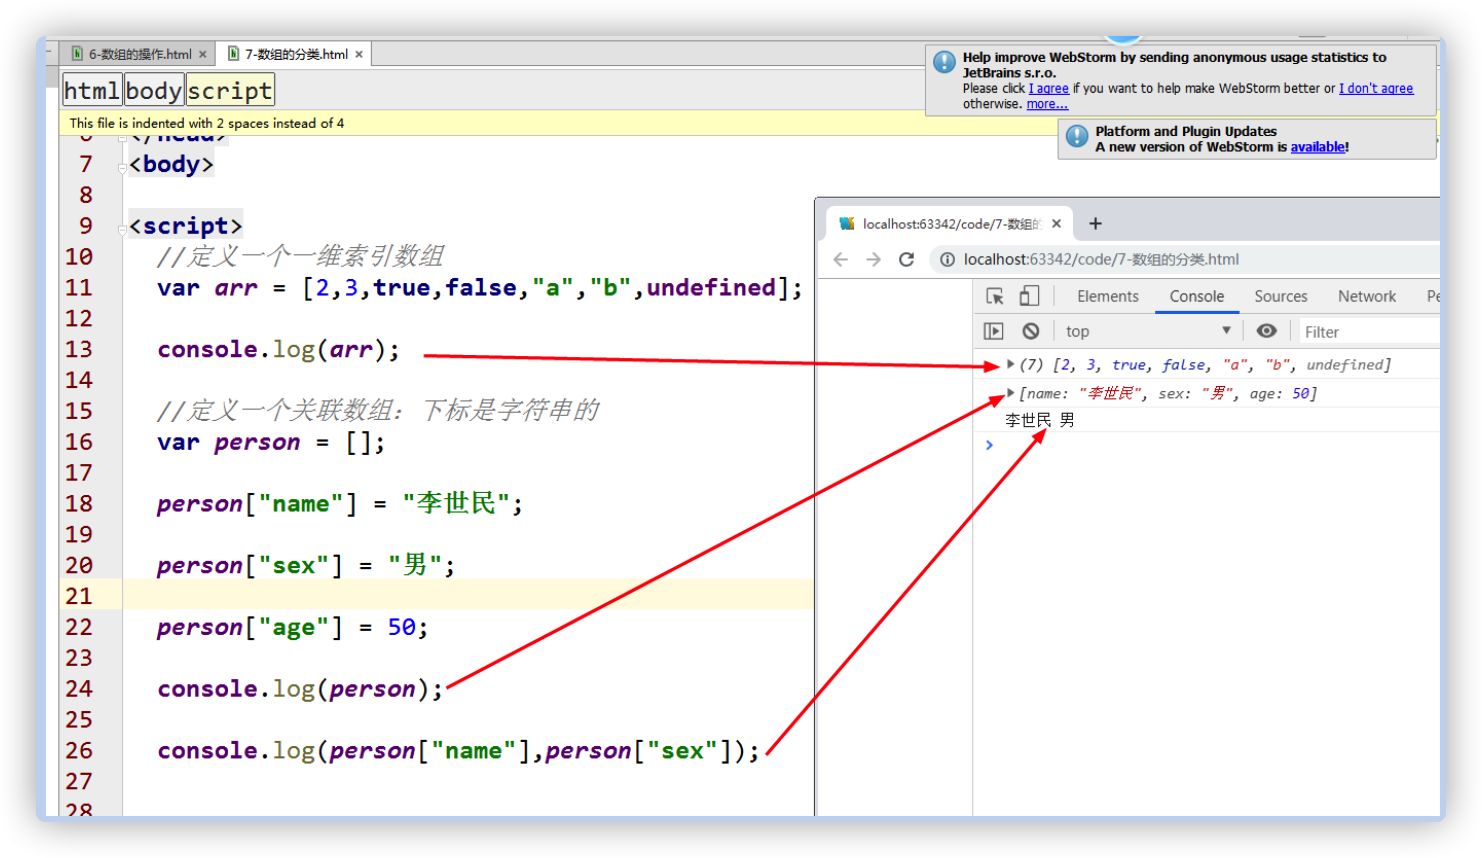 6-数组的操作.html ×
7-数组的分类.html ×
html body script
This file is indented with 2 spaces instead of 4
Help improve WebStorm by sending anonymous usage statistics to
JetBrains s.r.o.
Please click I agree if you want to help make WebStorm better or I don't agree
otherwise. more...
Platform and Plugin Updates
A new version of WebStorm is available!
6 </head>
7 <body>
8
9 <script>
10 //定义一个一维索引数组
11 var arr = [2,3,true,false,"a","b",undefined];
12
13 console.log(arr);
14
15 //定义一个关联数组：下标是字符串的
16 var person = [];
17
18 person["name"] = "李世民";
19
20 person["sex"] = "男";
21
22 person["age"] = 50;
23
24 console.log(person);
25
26 console.log(person["name"],person["sex"]);
27
28
localhost:63342/code/7-数组的 × +
localhost:63342/code/7-数组的分类.html
Elements Console Sources Network Pe
top Filter
(7) [2, 3, true, false, "a", "b", undefined]
[name: "李世民", sex: "男", age: 50]
李世民 男